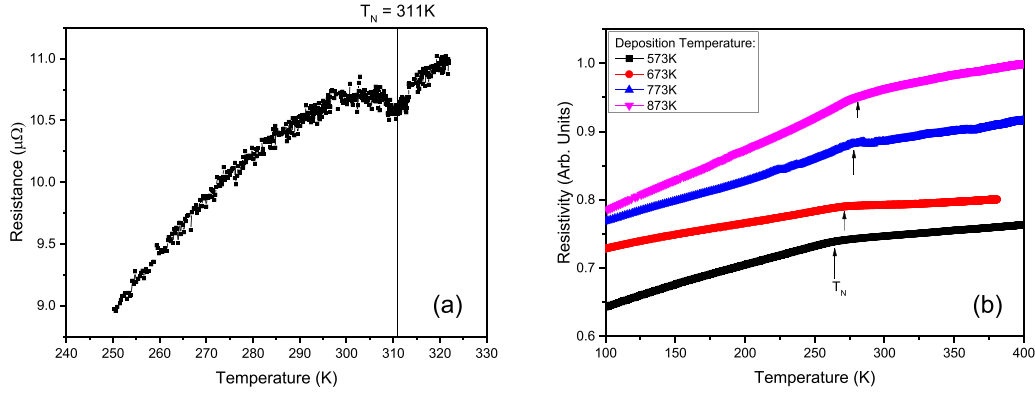 T_N = 311K
11.0
10.5
10.0
9.5
9.0
Resistance (μΩ)
240 250 260 270 280 290 300 310 320 330
Temperature (K)
(a)
1.0
0.9
0.8
0.7
0.6
Resistivity (Arb. Units)
Deposition Temperature:
573K
673K
773K
873K
T_N
(b)
100 150 200 250 300 350 400
Temperature (K)